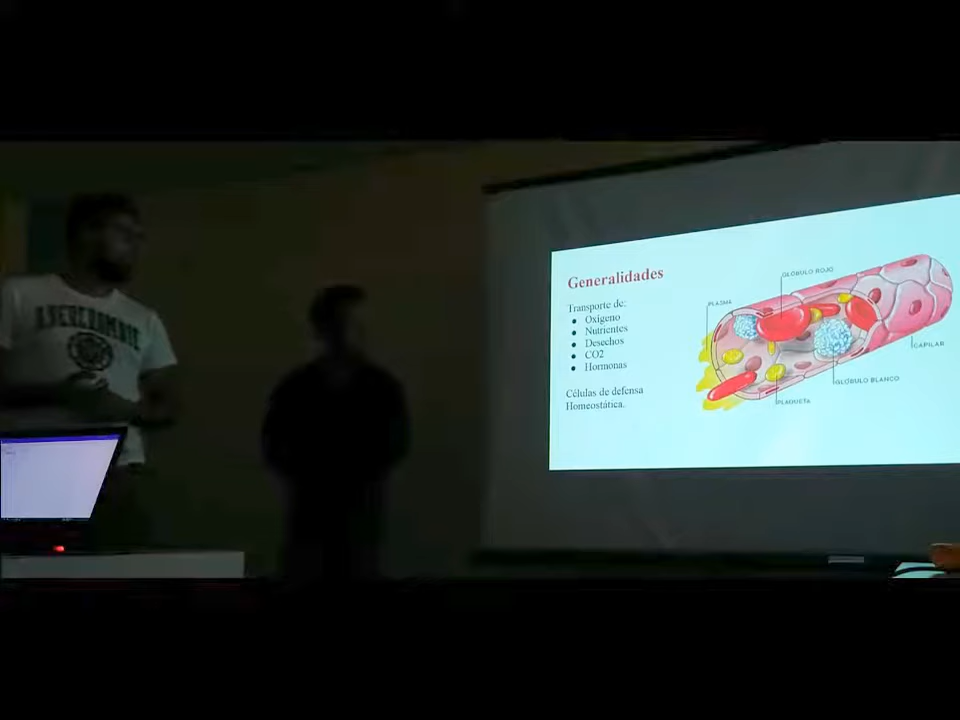 ABERCROMBIE
Generalidades
Transporte de:
Oxígeno
Nutrientes
Desechos
CO2
Hormonas
Células de defensa
Homeostática.
GLÓBULO ROJO
PLASMA
CAPILAR
GLÓBULO BLANCO
PLAQUETA